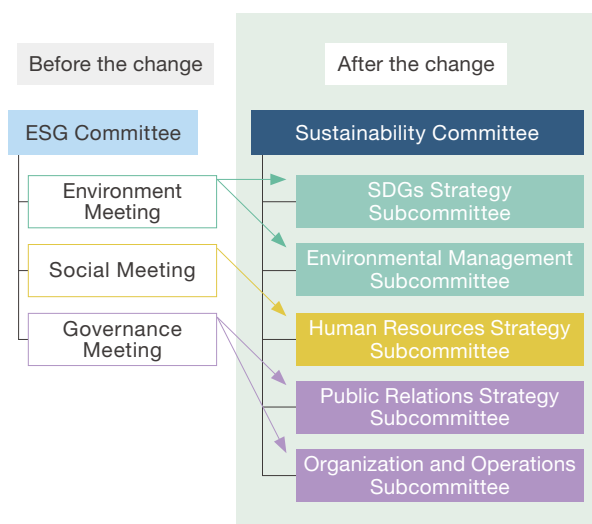 Before the change
After the change
ESG Committee
Sustainability Committee
Environment
Meeting
Social Meeting
Governance
Meeting
SDGs Strategy
Subcommittee
Environmental Management
Subcommittee
Human Resources Strategy
Subcommittee
Public Relations Strategy
Subcommittee
Organization and Operations
Subcommittee